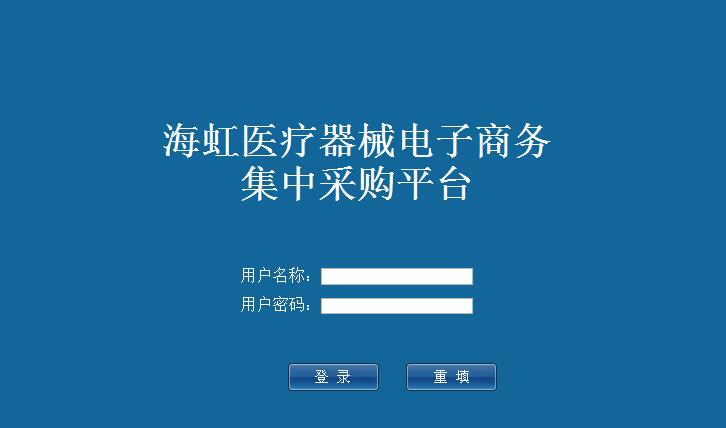 海虹医疗器械电子商务
集中采购平台
用户名称：
用户密码：
登 录 重 填